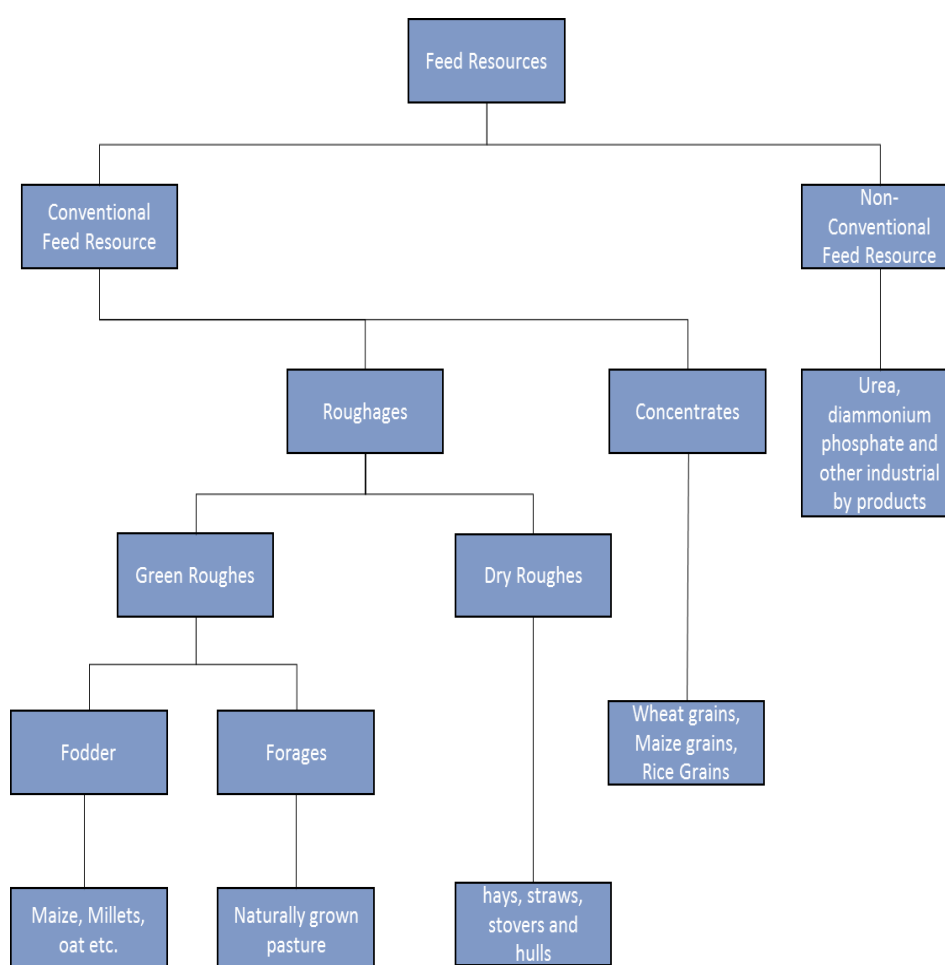 Feed Resources
Conventional
Feed Resource
Non-
Conventional
Feed Resource
Roughages
Concentrates
Urea,
diammonium
phosphate and
other industrial
by products
Green Roughes
Dry Roughes
Fodder
Forages
Wheat grains,
Maize grains,
Rice Grains
Maize, Millets,
oat etc.
Naturally grown
pasture
hays, straws,
stovers and
hulls